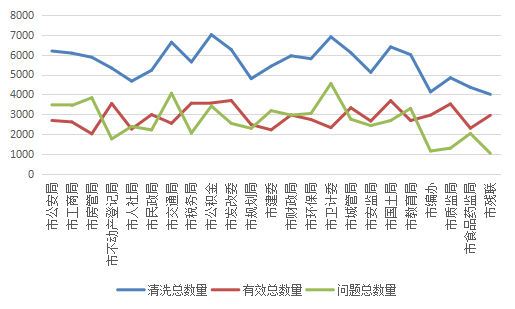 8000
7000
6000
5000
4000
3000
2000
1000
0
市公安局
市工商局
市房管局
市不动产登记局
市人社局
市民政局
市交通局
市税务局
市公积金
市发改委
市规划局
市建委
市财政局
市环保局
市卫计委
市城管局
市安监局
市国土局
市教育局
市编办
市质监局
市食品药监局
市残联
清洗总数量
有效总数量
问题总数量